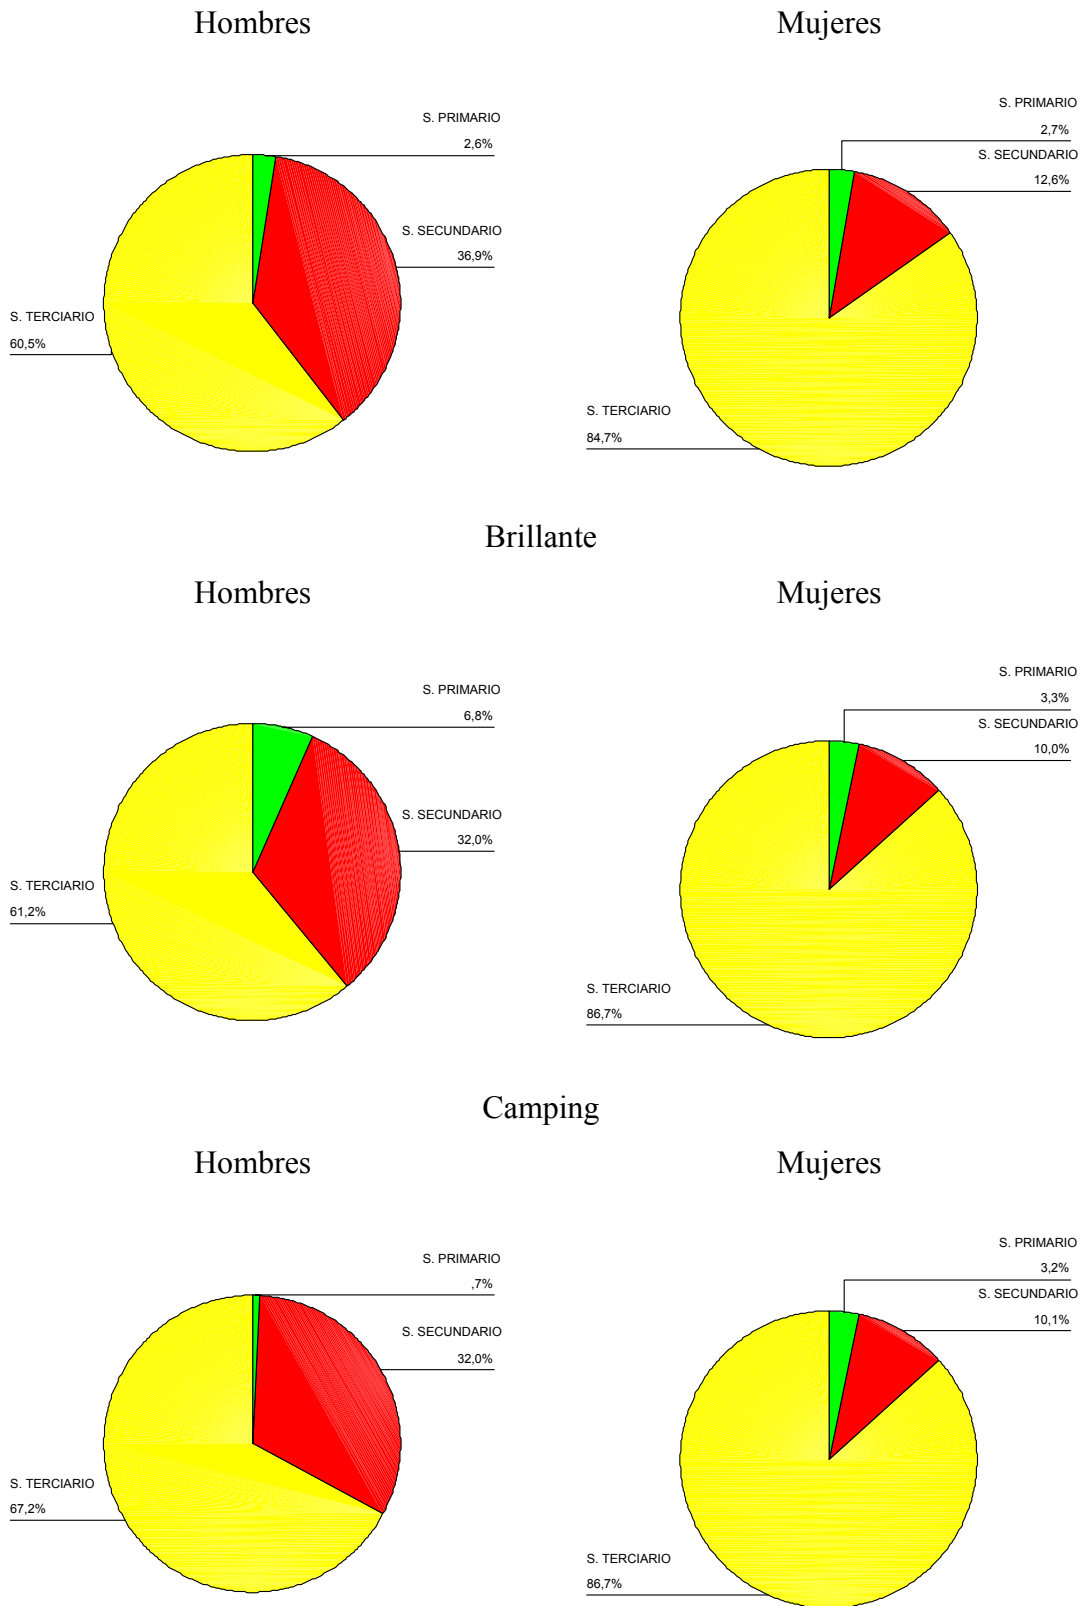 Hombres
Mujeres
S. PRIMARIO
2,6%
S. SECUNDARIO
36,9%
S. TERCIARIO
60,5%
S. PRIMARIO
2,7%
S. SECUNDARIO
12,6%
S. TERCIARIO
84,7%
Brillante
Hombres
Mujeres
S. PRIMARIO
6,8%
S. SECUNDARIO
32,0%
S. TERCIARIO
61,2%
S. PRIMARIO
3,3%
S. SECUNDARIO
10,0%
S. TERCIARIO
86,7%
Camping
Hombres
Mujeres
S. PRIMARIO
,7%
S. SECUNDARIO
32,0%
S. TERCIARIO
67,2%
S. PRIMARIO
3,2%
S. SECUNDARIO
10,1%
S. TERCIARIO
86,7%